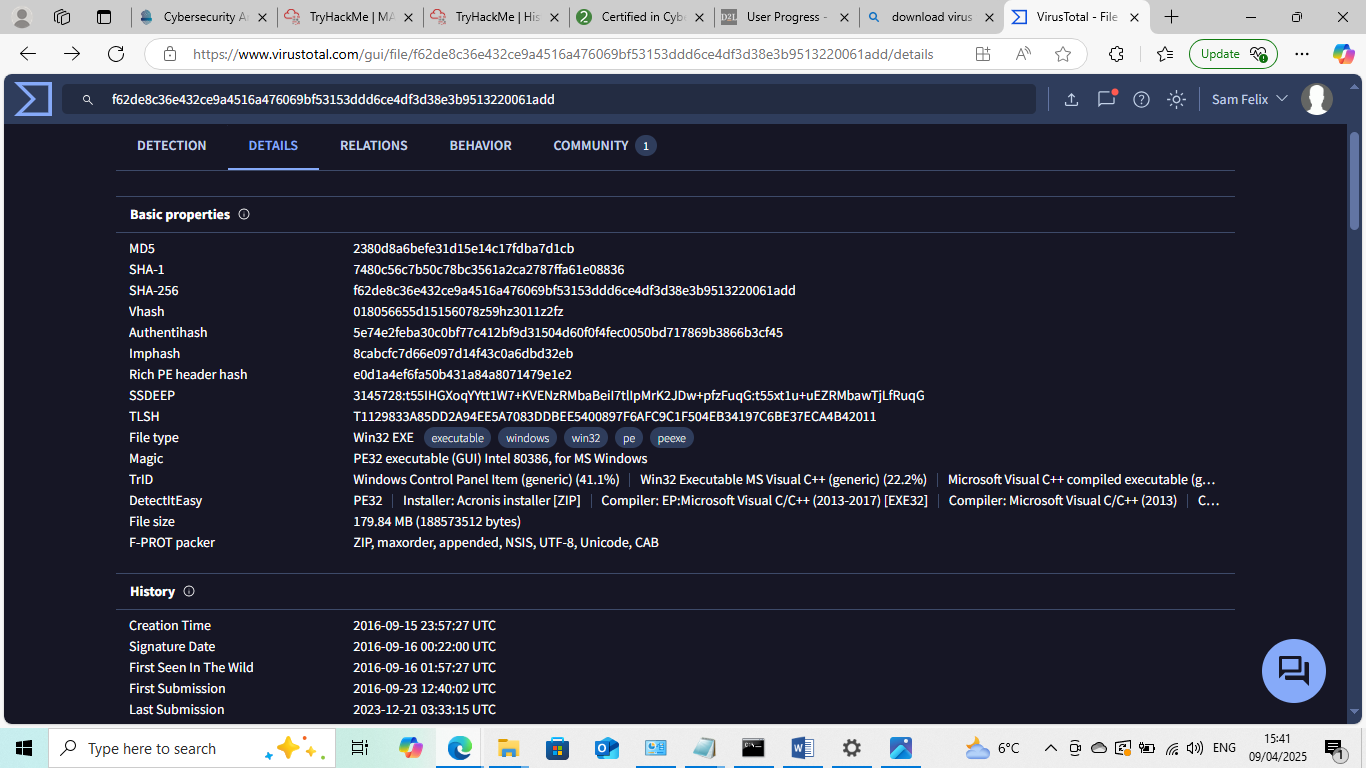 Cybersecurity A
TryHackMe | MA
TryHackMe | His
Certified in Cyb
D2L
User Progress -
download virus
VirusTotal - File
https://www.virustotal.com/gui/file/f62de8c36e432ce9a4516a476069bf53153ddd6ce4df3d38e3b9513220061add/details
Update
f62de8c36e432ce9a4516a476069bf53153ddd6ce4df3d38e3b9513220061add
Sam Felix
DETECTION DETAILS RELATIONS BEHAVIOR COMMUNITY 1
Basic properties
MD5 2380d8a6befe31d15e14c17fdba7d1cb
SHA-1 7480c56c7b50c78bc3561a2ca2787ffa61e08836
SHA-256 f62de8c36e432ce9a4516a476069bf53153ddd6ce4df3d38e3b9513220061add
Vhash 018056655d15156078z59hz3011z2fz
Authentihash 5e74e2feba30c0bf77c412bf9d31504d60f0f4fec0050bd717869b3866b3cf45
Imphash 8cabcfc7d66e097d14f43c0a6dbd32eb
Rich PE header hash e0d1a4ef6fa50b431a84a8071479e1e2
SSDEEP 3145728:t55IHGXoqYYtt1W7+KVENzRMbaBeiI7tlIpMrK2JDw+pfzFuqG:t55xt1u+uEZRMbawTjLfRuqG
TLSH T1129833A85DD2A94EE5A7083DDBEE5400897F6AFC9C1F504EB34197C6BE37ECA4B42011
File type Win32 EXE executable windows win32 pe peexe
Magic PE32 executable (GUI) Intel 80386, for MS Windows
TrID Windows Control Panel Item (generic) (41.1%) Win32 Executable MS Visual C++ (generic) (22.2%) Microsoft Visual C++ compiled executable (g...
DetectItEasy PE32 Installer: Acronis installer [ZIP] Compiler: EP:Microsoft Visual C/C++ (2013-2017) [EXE32] Compiler: Microsoft Visual C/C++ (2013) C...
File size 179.84 MB (188573512 bytes)
F-PROT packer ZIP, maxorder, appended, NSIS, UTF-8, Unicode, CAB
History
Creation Time 2016-09-15 23:57:27 UTC
Signature Date 2016-09-16 00:22:00 UTC
First Seen In The Wild 2016-09-16 01:57:27 UTC
First Submission 2016-09-23 12:40:02 UTC
Last Submission 2023-12-21 03:33:15 UTC
Type here to search
6°C
ENG
15:41
09/04/2025
1